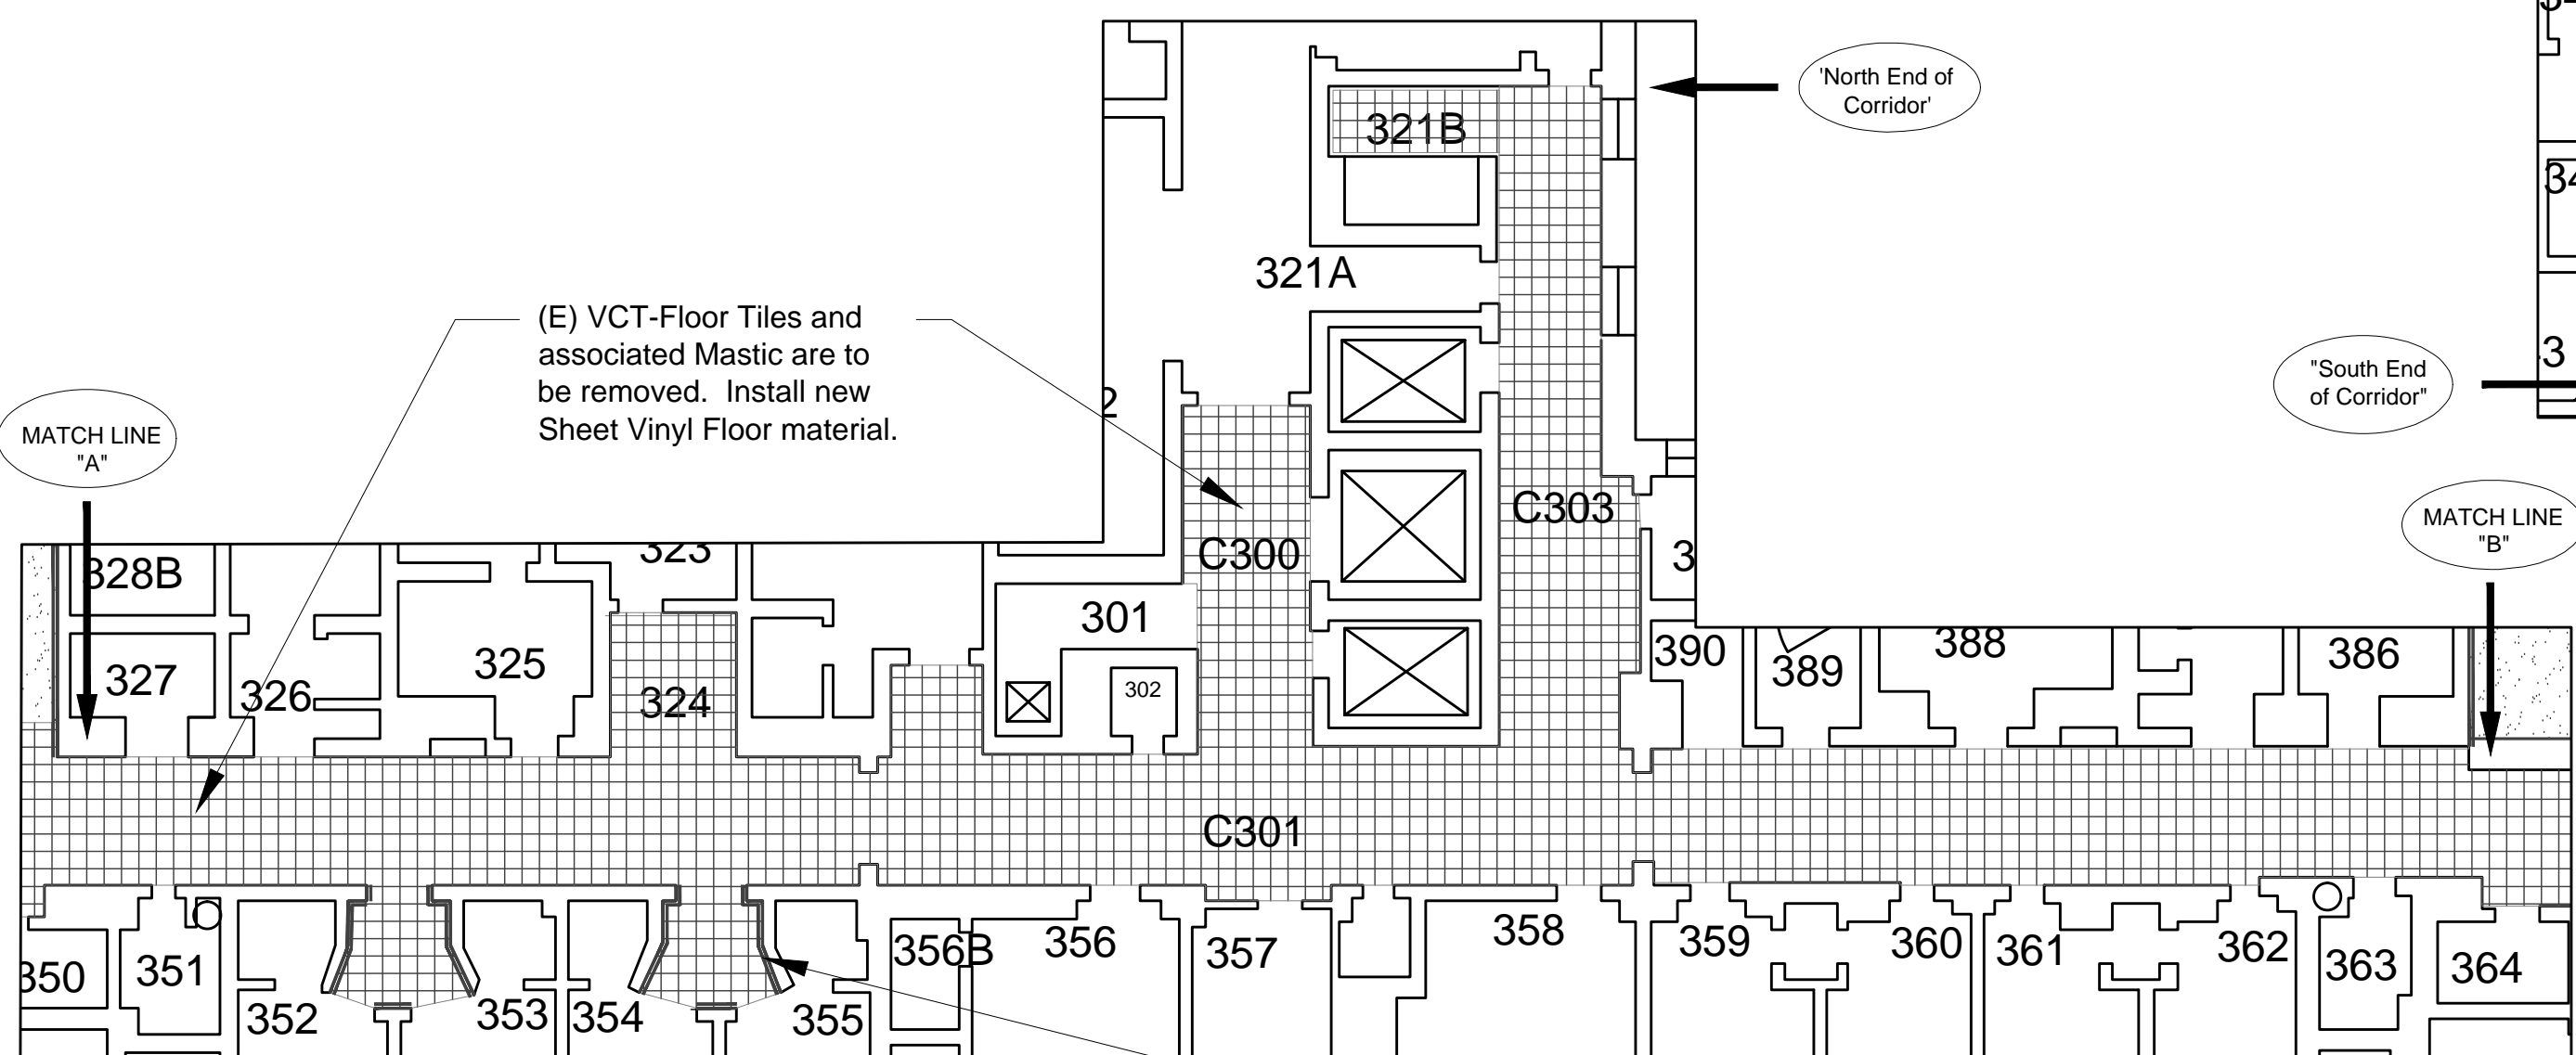 'North End of
Corridor'
321B
321A
(E) VCT-Floor Tiles and
associated Mastic are to
be removed.  Install new
Sheet Vinyl Floor material.
"South End
of Corridor"
MATCH LINE
"A"
MATCH LINE
"B"
C303
C300
328B
323
301
302
327
326
325
324
390
389
388
386
C301
350
351
352
353
354
355
356B
356
357
358
359
360
361
362
363
364